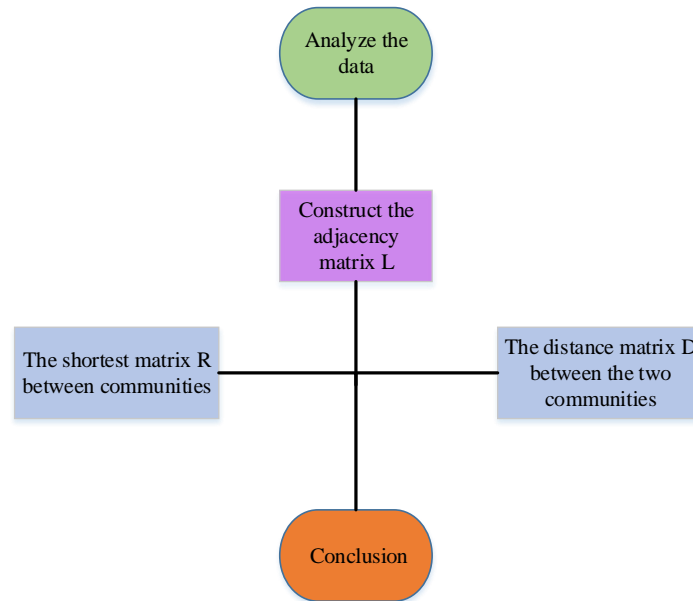 Analyze the
data
Construct the
adjacency
matrix L
The shortest matrix R
between communities
The distance matrix D
between the two
communities
Conclusion